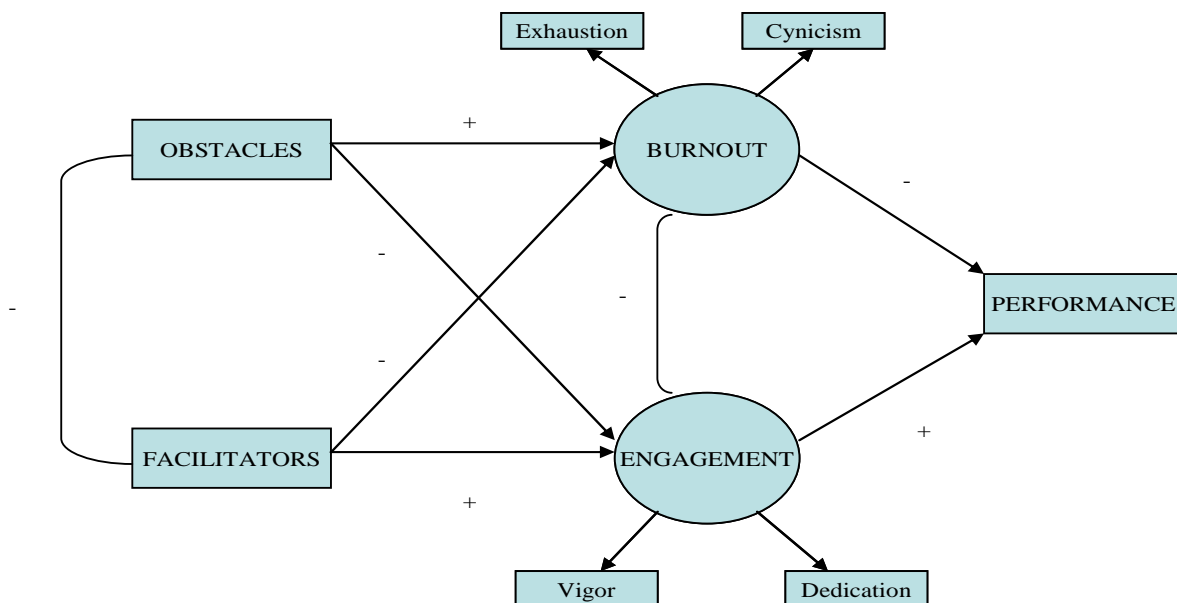 Exhaustion
Cynicism
+
OBSTACLES
BURNOUT
-
-
-
-
PERFORMANCE
-
+
FACILITATORS
ENGAGEMENT
+
Vigor
Dedication